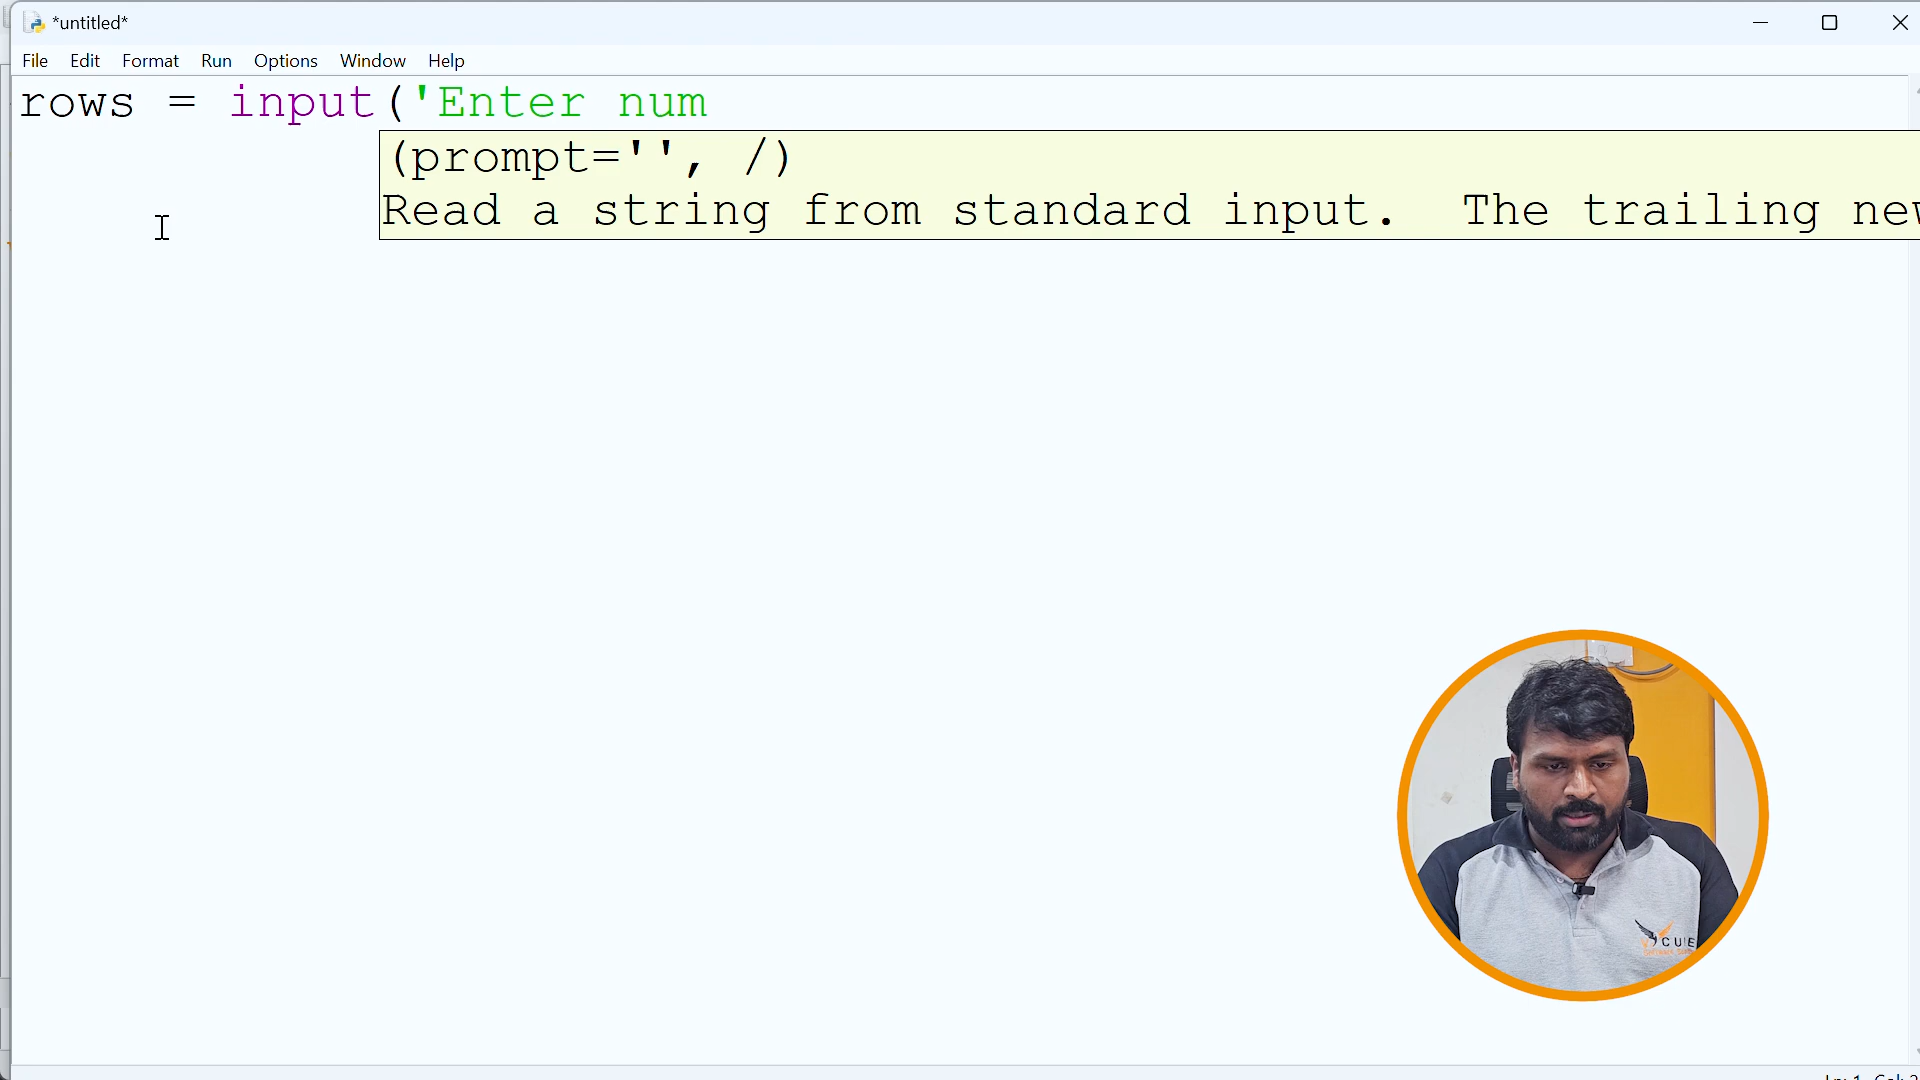 *untitled*
File Edit Format Run Options Window Help
rows = input('Enter num
(prompt='', /)
Read a string from standard input.  The trailing
CUE